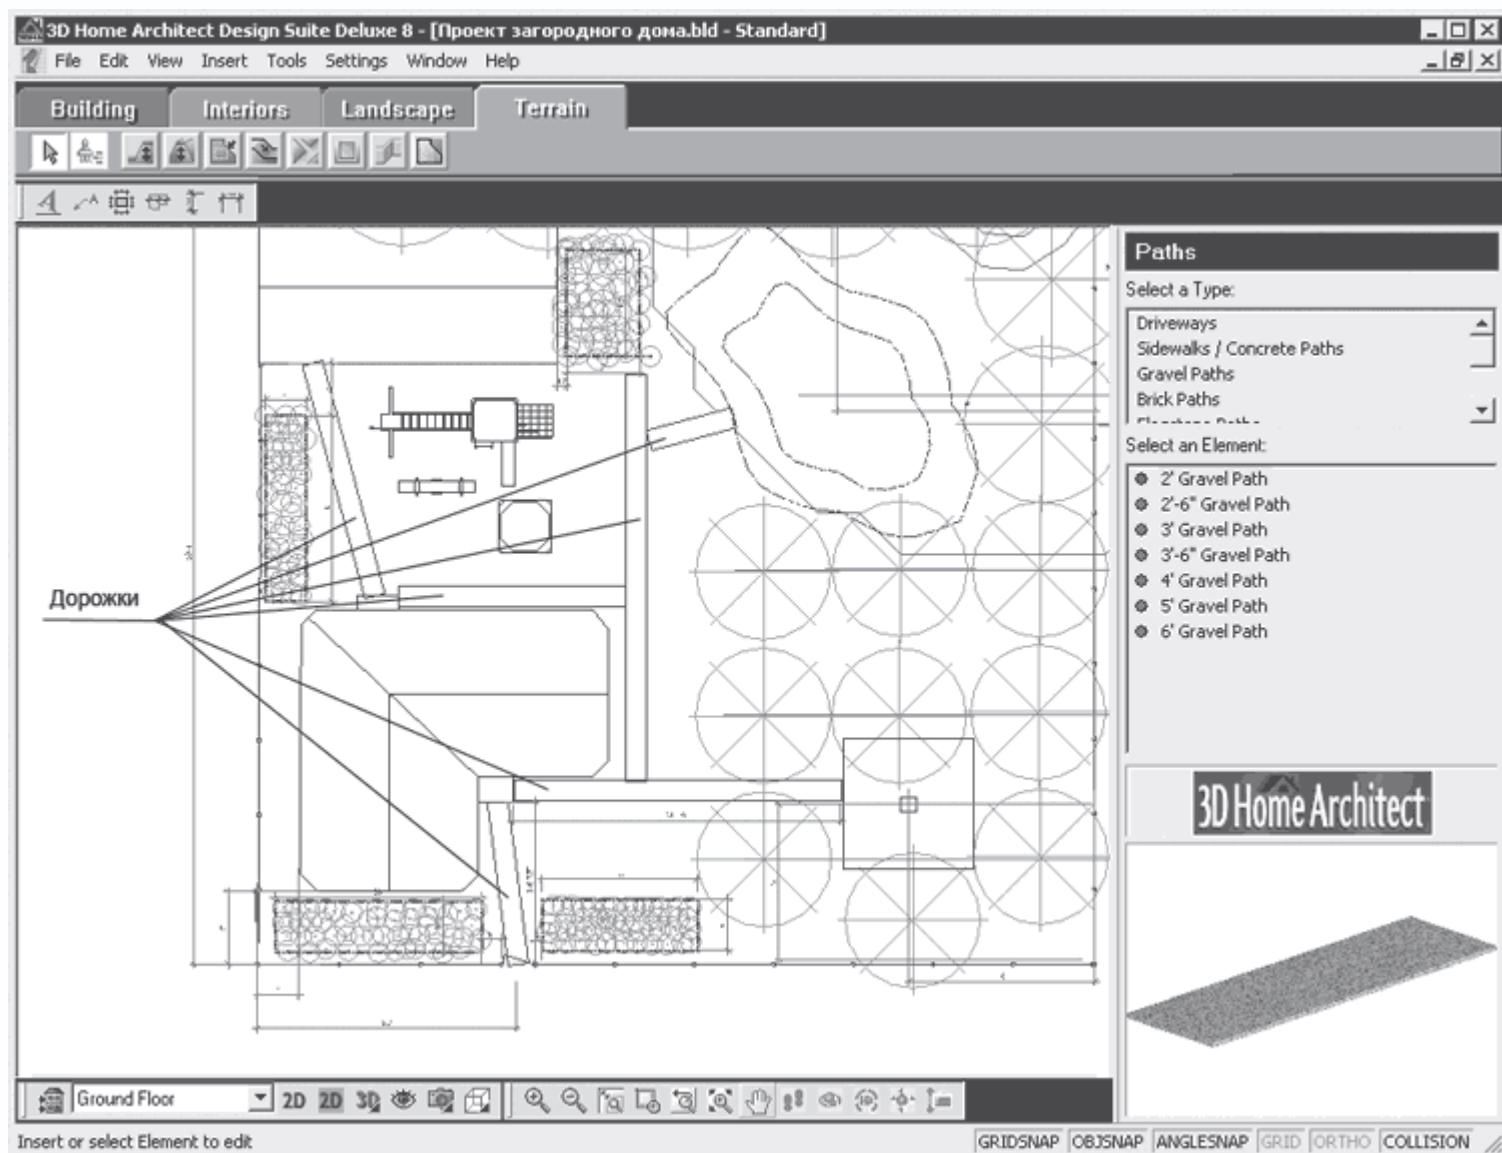 3D Home Architect Design Suite Deluxe 8 - [Проект загородного дома.bld - Standard]
File Edit View Insert Tools Settings Window Help
Building Interiors Landscape Terrain
Paths
Select a Type:
Driveways
Sidewalks / Concrete Paths
Gravel Paths
Brick Paths
Select an Element:
2' Gravel Path
2'-6" Gravel Path
3' Gravel Path
3'-6" Gravel Path
4' Gravel Path
5' Gravel Path
6' Gravel Path
Дорожки
3D Home Architect
Ground Floor 2D 2D 3D
Insert or select Element to edit
GRIDSNAP OBJSNAP ANGLESNAP GRID ORTHO COLLISION